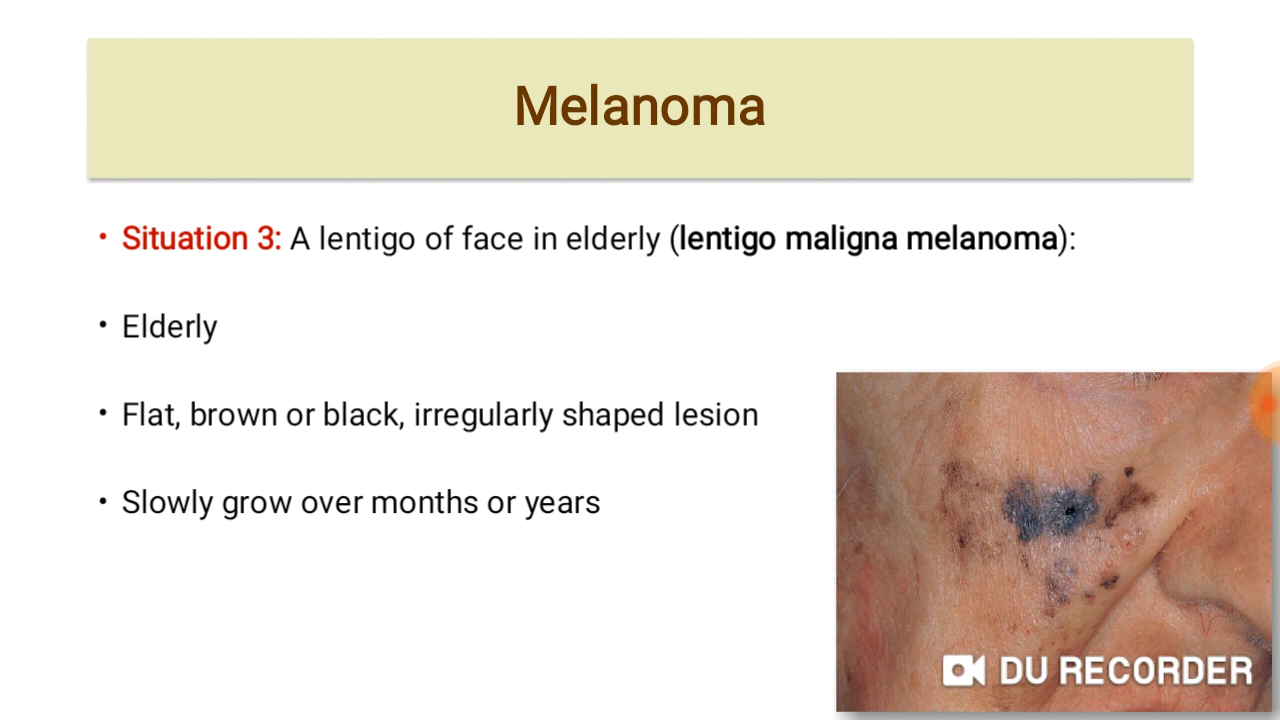 Melanoma
• Situation 3: A lentigo of face in elderly (lentigo maligna melanoma):
• Elderly
• Flat, brown or black, irregularly shaped lesion
• Slowly grow over months or years
DU RECORDER